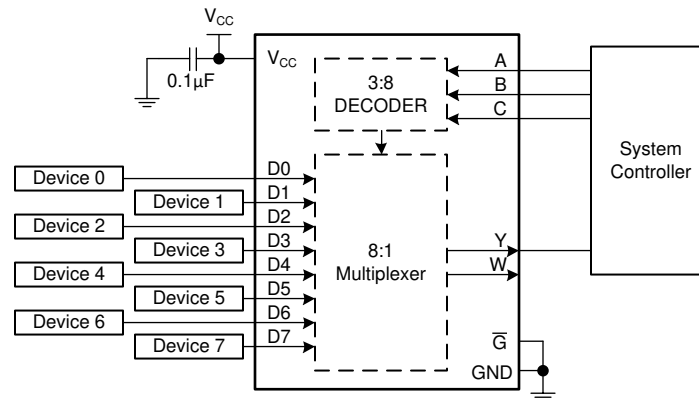 VCC
0.1µF
VCC
3:8
DECODER
A
B
C
System
Controller
Device 0
D0
Device 1
D1
Device 2
D2
Device 3
D3
Device 4
D4
Device 5
D5
Device 6
D6
Device 7
D7
8:1
Multiplexer
Y
W
G̅
GND